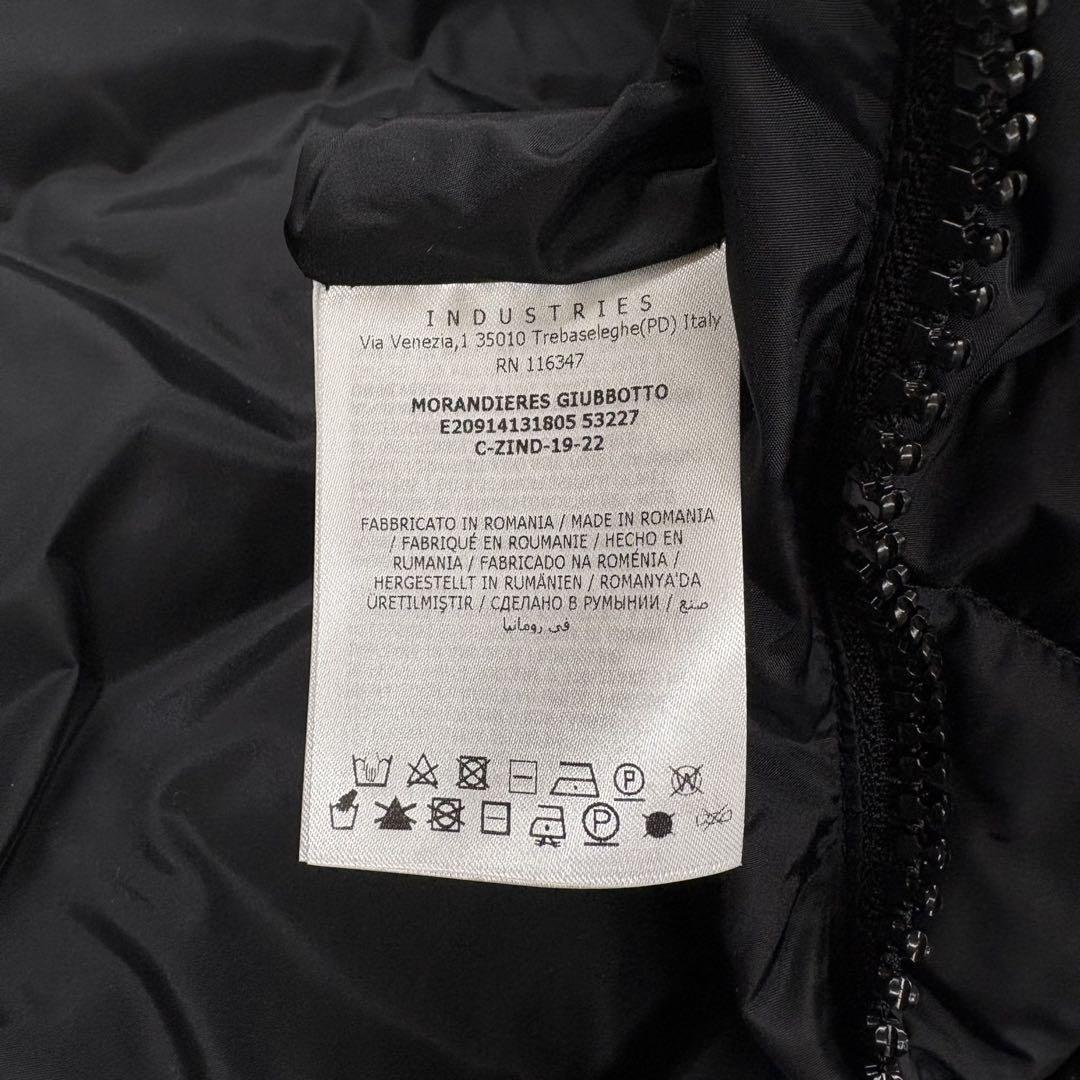 INDUSTRIES
Via Venezia,1 35010 Trebaseleghe(PD) Italy
RN 116347
MORANDIERES GIUBBOTTO
E20914131805 53227
C-ZIND-19-22
FABBRICATO IN ROMANIA / MADE IN ROMANIA
/ FABRIQUÉ EN ROUMANIE / HECHO EN
RUMANIA / FABRICADO NA ROMÉNIA /
HERGESTELLT IN RUMÄNIEN / ROMANYA'DA
ÜRETILMIŞTIR / СДЕЛАНО В РУМЫНИИ / صنع
في رومانيا
P W
P